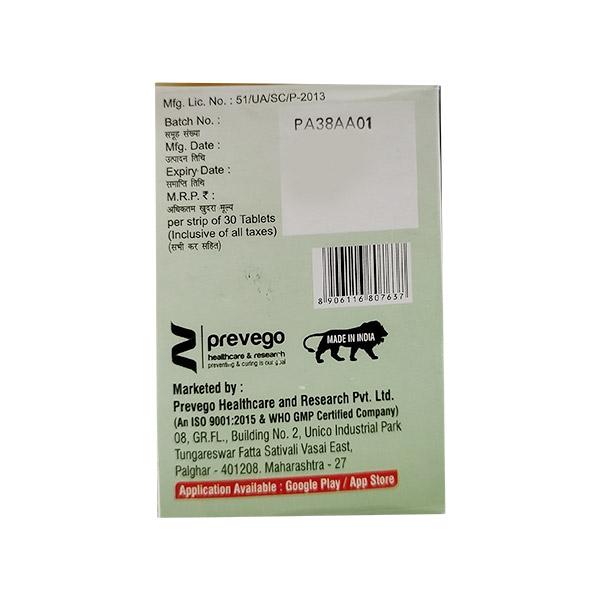 Mfg. Lic. No. : 51/UA/SC/P-2013
Batch No. :
समूह संख्या
PA38AA01
Mfg. Date :
उत्पादन तिथि
Expiry Date :
समाप्ति तिथि
M.R.P. ₹ :
अधिकतम खुदरा मूल्य
per strip of 30 Tablets
(Inclusive of all taxes)
(सभी कर सहित)
8 906116 807637
prevego
healthcare & research
preventing & curing is our goal
MADE IN INDIA
Marketed by :
Prevego Healthcare and Research Pvt. Ltd.
(An ISO 9001:2015 & WHO GMP Certified Company)
08, GR.FL., Building No. 2, Unico Industrial Park
Tungareswar Fatta Sativali Vasai East,
Palghar - 401208. Maharashtra - 27
Application Available : Google Play / App Store